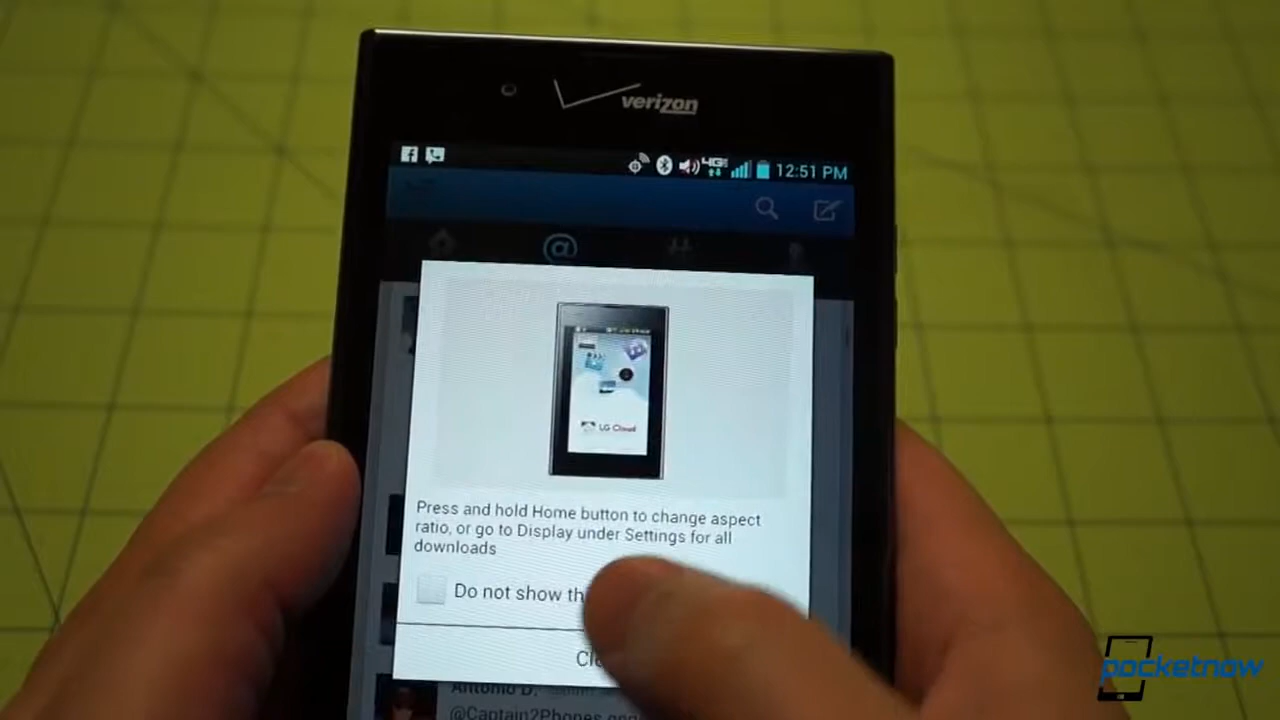 verizon
4G
12:51 PM
@
LG Cloud
Press and hold Home button to change aspect
ratio, or go to Display under Settings for all
downloads
Do not show
Antonio D.
@Captain2Phones
pocketnow